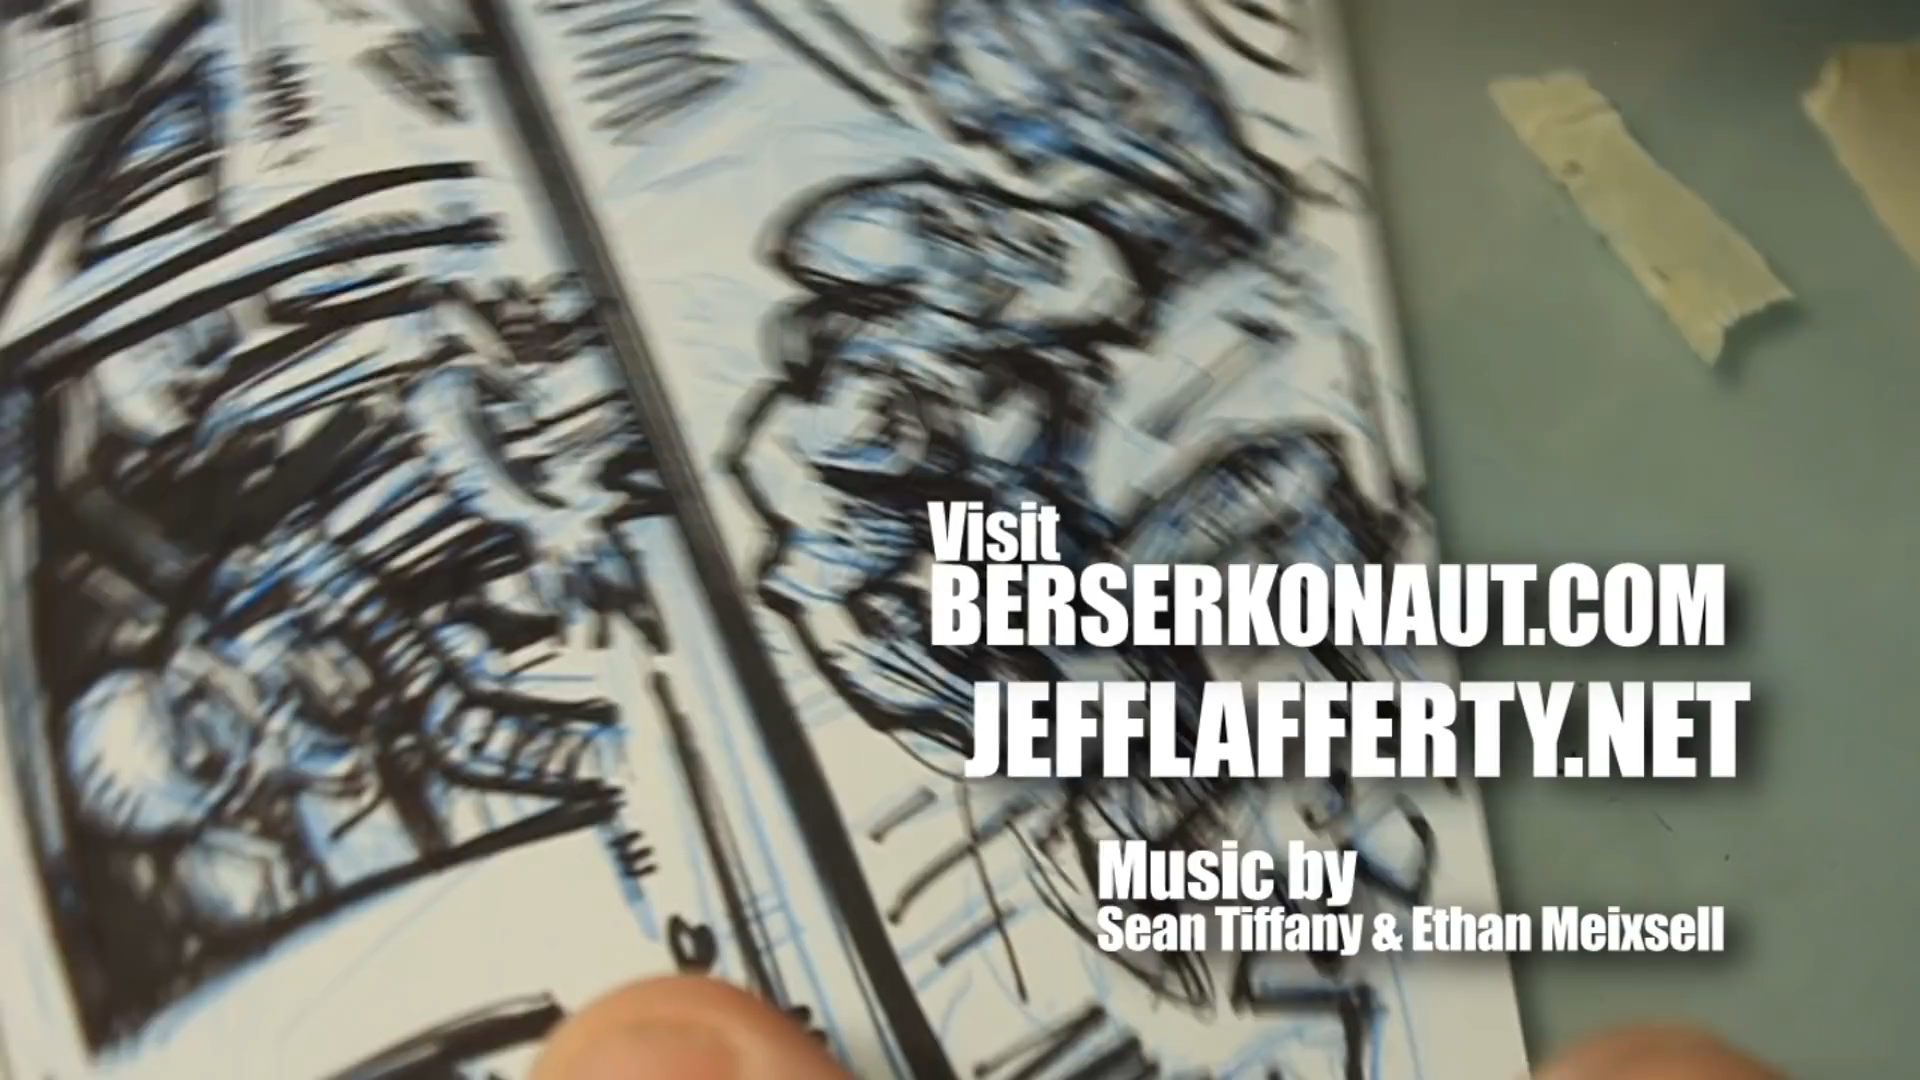 Visit
BERSERKONAUT.COM
JEFFLAFFERTY.NET
Music by
Sean Tiffany & Ethan Meixsell